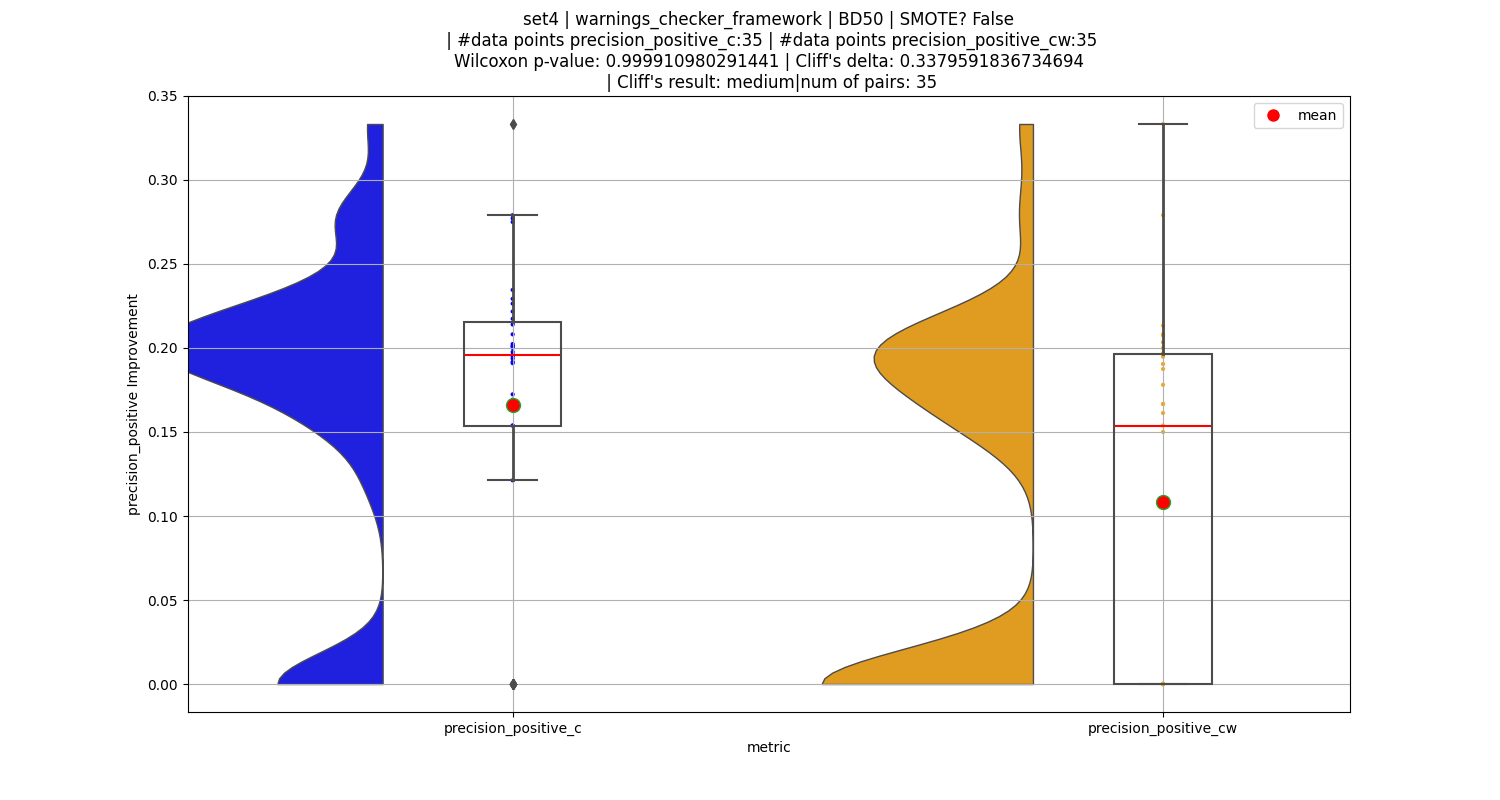 set4 | warnings_checker_framework | BD50 | SMOTE? False
| #data points precision_positive_c:35 | #data points precision_positive_cw:35
Wilcoxon p-value: 0.999910980291441 | Cliff's delta: 0.3379591836734694
| Cliff's result: medium|num of pairs: 35
mean
precision_positive Improvement
0.35
0.30
0.25
0.20
0.15
0.10
0.05
0.00
precision_positive_c
precision_positive_cw
metric